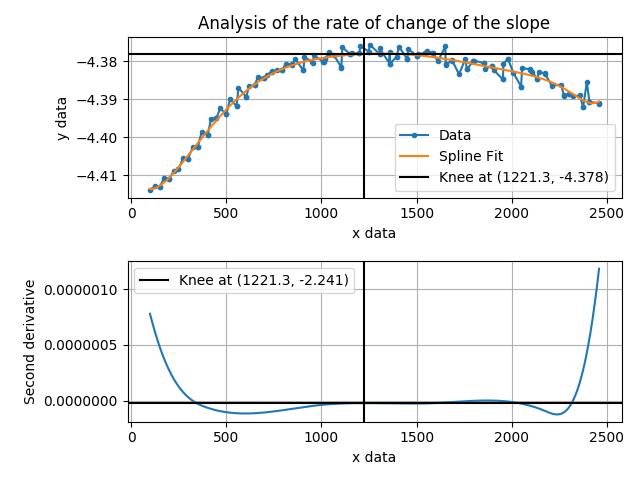 Analysis of the rate of change of the slope
y data
−4.38
−4.39
−4.40
−4.41
Data
Spline Fit
Knee at (1221.3, -4.378)
0 500 1000 1500 2000 2500
x data
Second derivative
0.0000010
0.0000005
0.0000000
Knee at (1221.3, -2.241)
0 500 1000 1500 2000 2500
x data